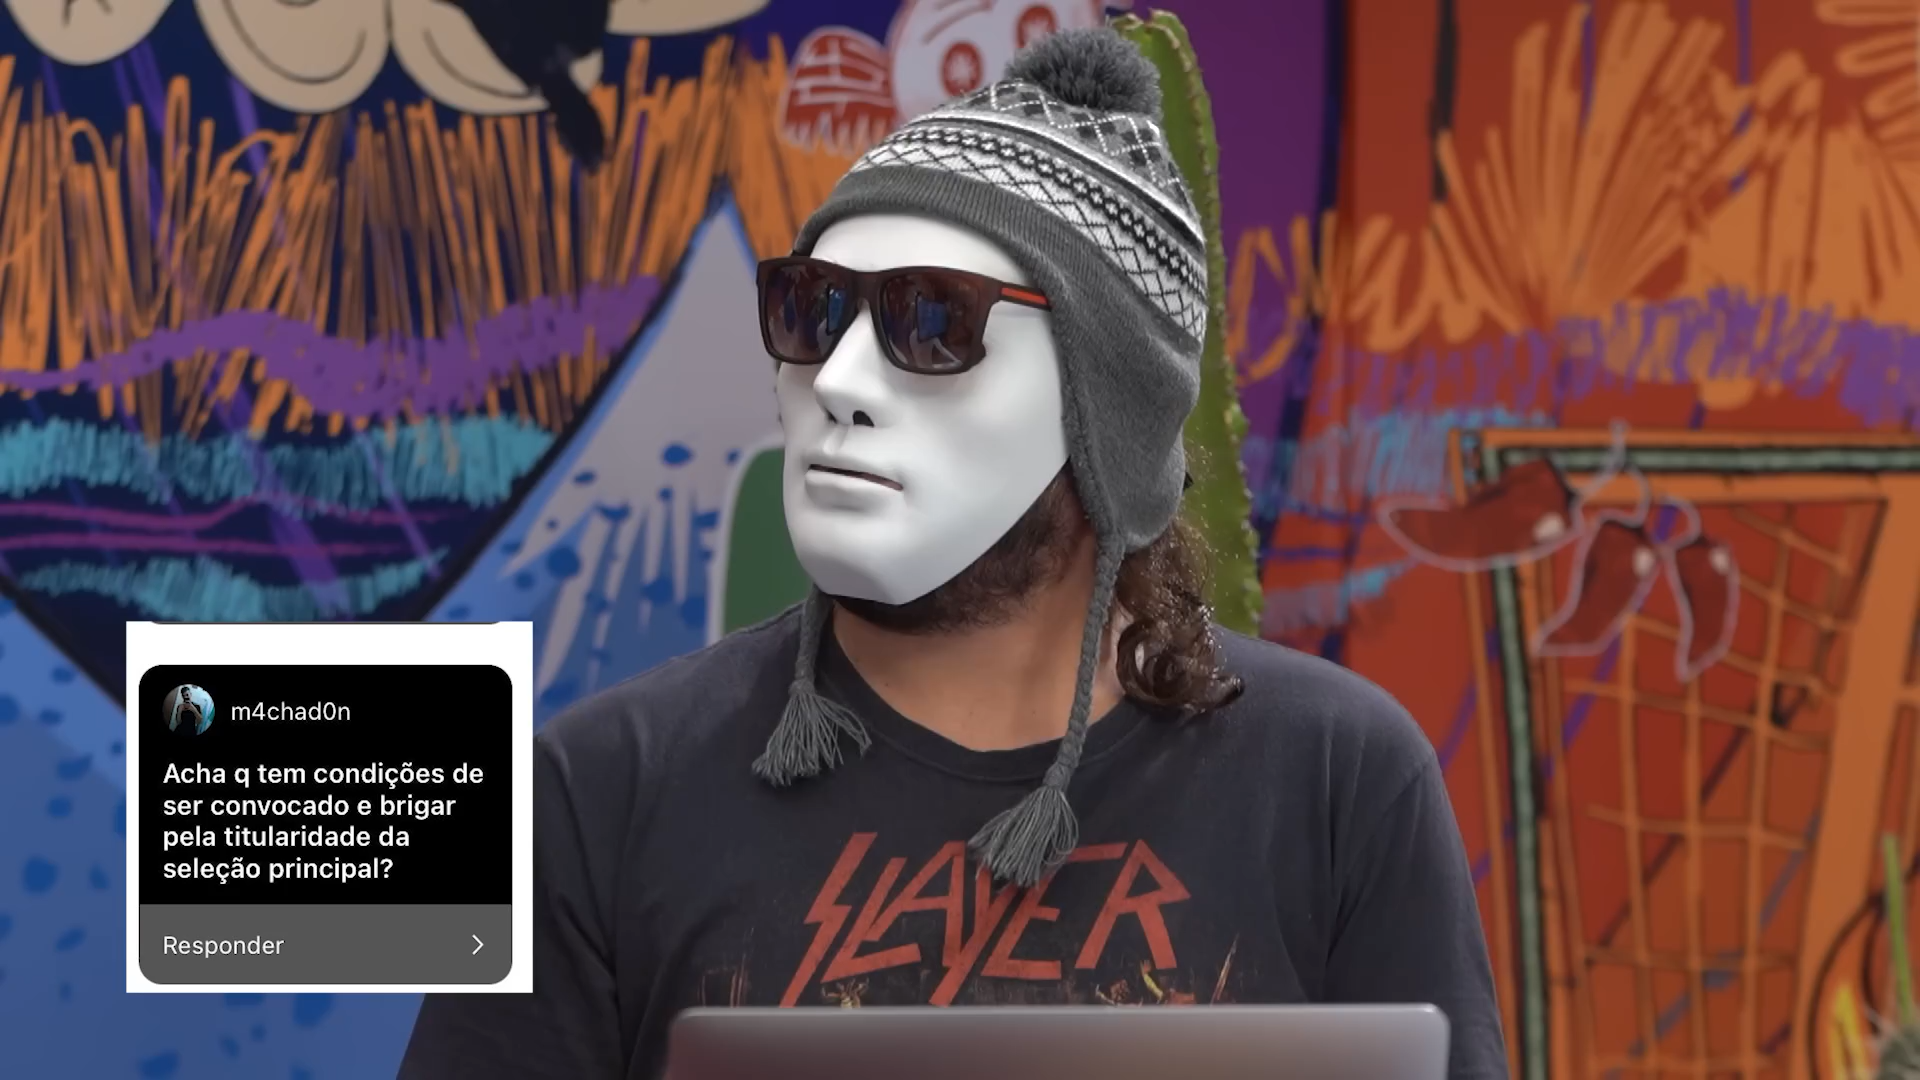 m4chad0n
Acha q tem condições de
ser convocado e brigar
pela titularidade da
seleção principal?
Responder
SLAYER